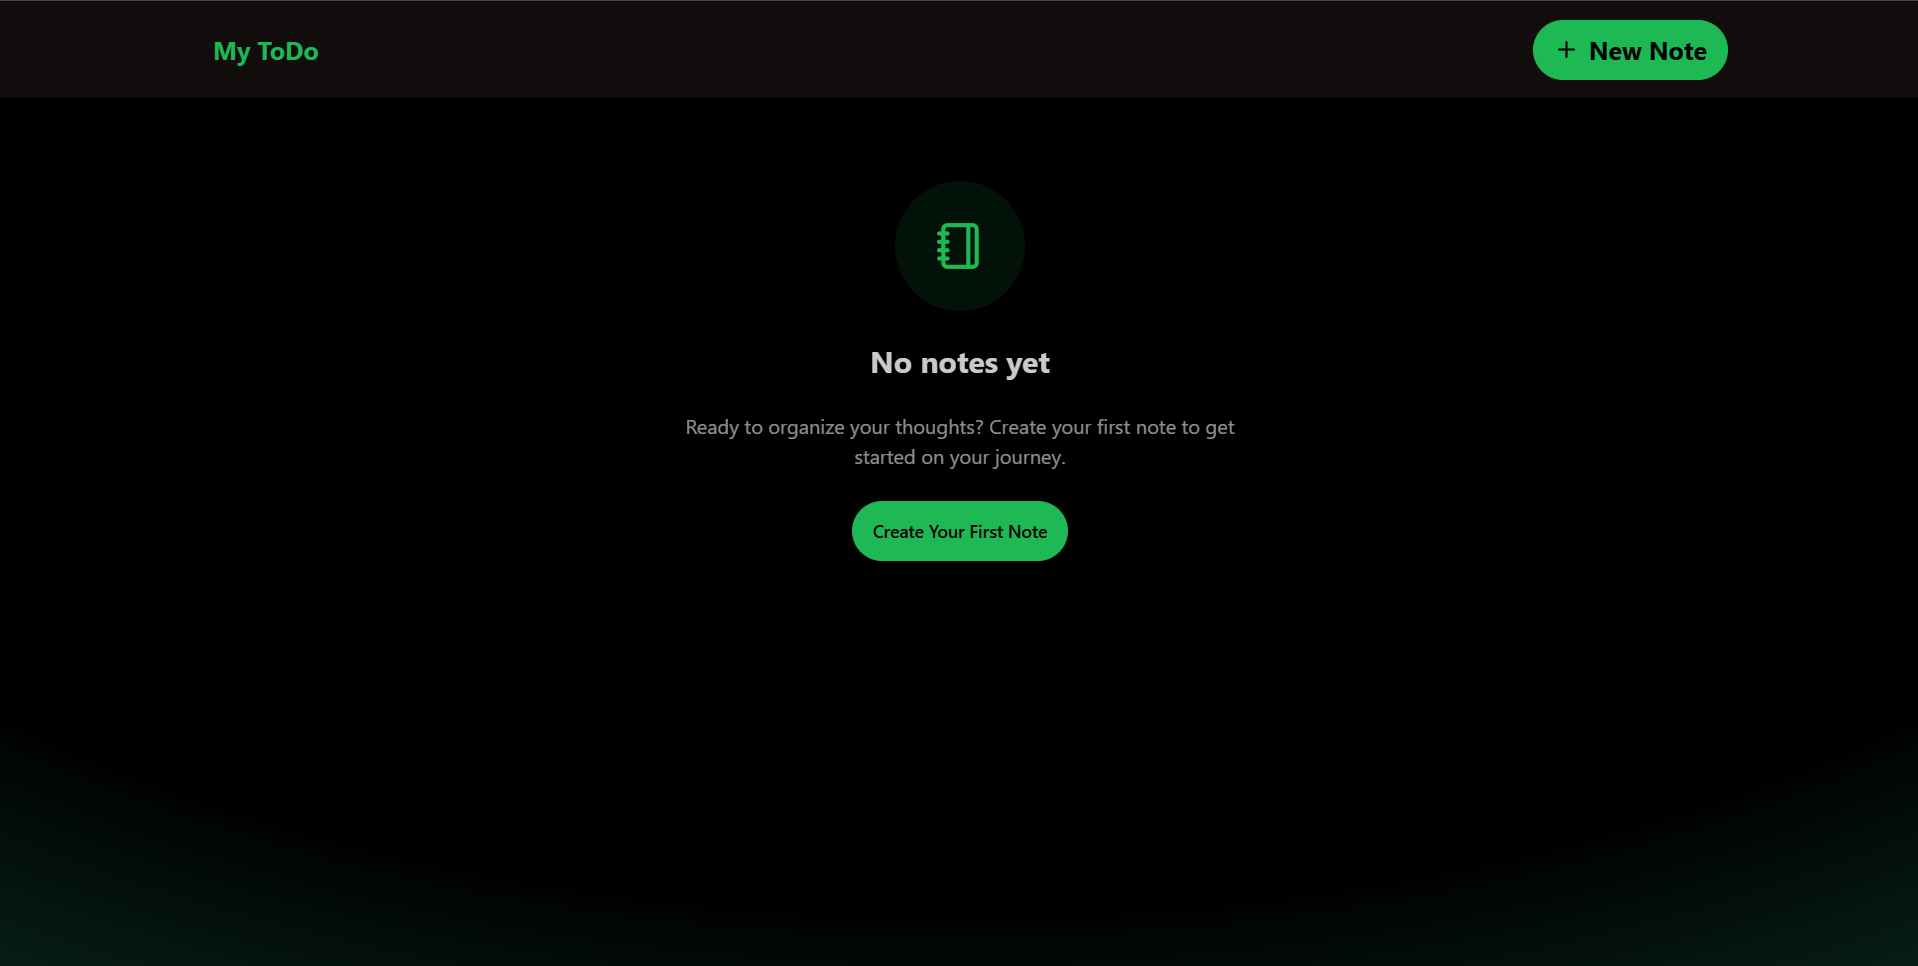 My ToDo
New Note
No notes yet
Ready to organize your thoughts? Create your first note to get
started on your journey.
Create Your First Note